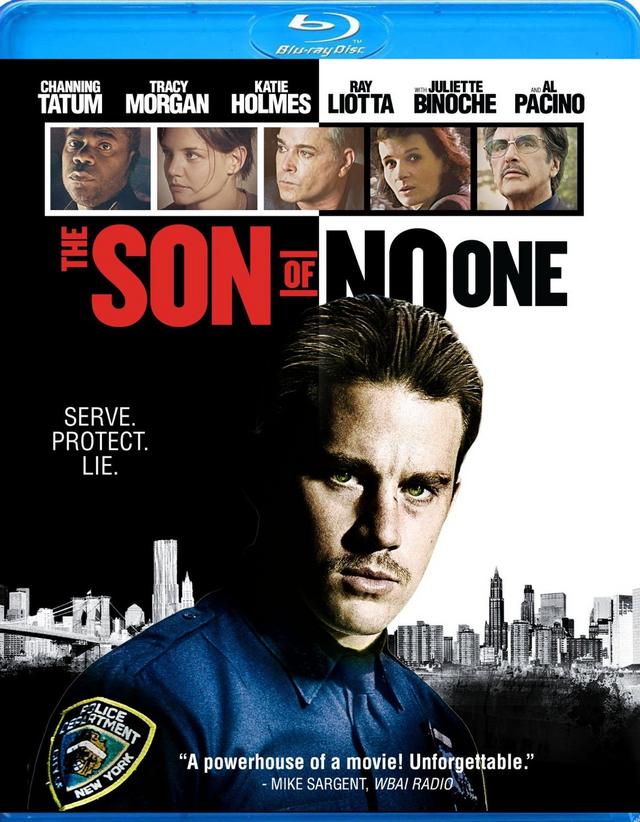 Blu-ray Disc
CHANNING TATUM
TRACY MORGAN
KATIE HOLMES
RAY LIOTTA
WITH JULIETTE BINOCHE
AND AL PACINO
THE SON OF NO ONE
SERVE.
PROTECT.
LIE.
POLICE
DEPARTMENT
NEW YORK
“A powerhouse of a movie! Unforgettable.”
- MIKE SARGENT, WBAI RADIO